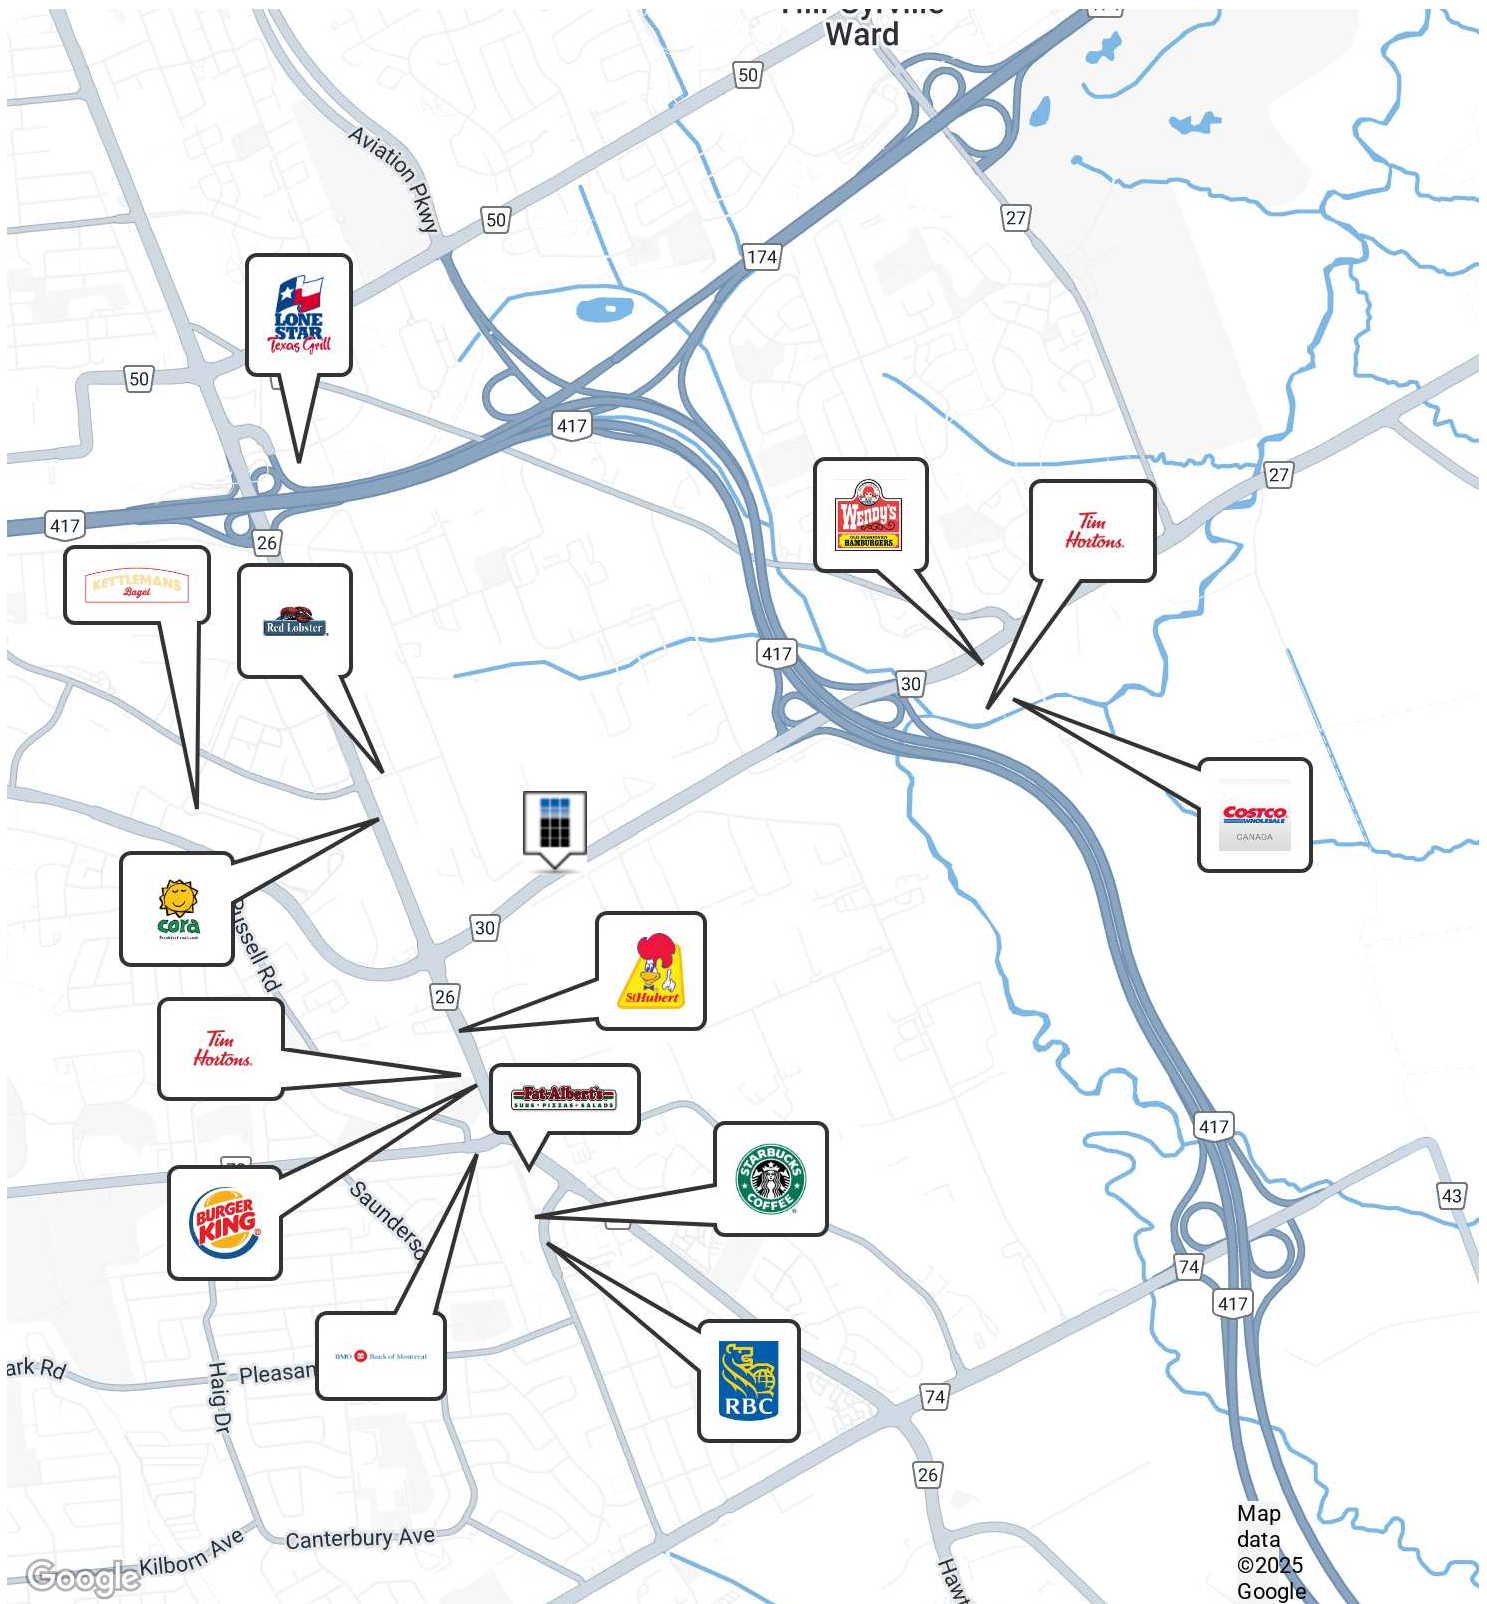 Ward
50
Aviation Pkwy
50
27
174
LONE
STAR
Texas Grill
50
417
27
417
26
WENDY'S
OLD FASHIONED
HAMBURGERS
Tim
Hortons.
KETTLEMANS
Bagel
Red Lobster
417
30
COSTCO
WHOLESALE
CANADA
cora
Russell Rd
30
26
St-Hubert
Tim
Hortons.
Fat-Albert's
SUBS • PIZZAS • SALADS
417
STARBUCKS
COFFEE
43
BURGER
KING
74
417
BMO Bank of Montreal
RBC
ark Rd
Haig Dr
Pleasan
74
26
Canterbury Ave
Kilborn Ave
Map
data
©2025
Google
Google